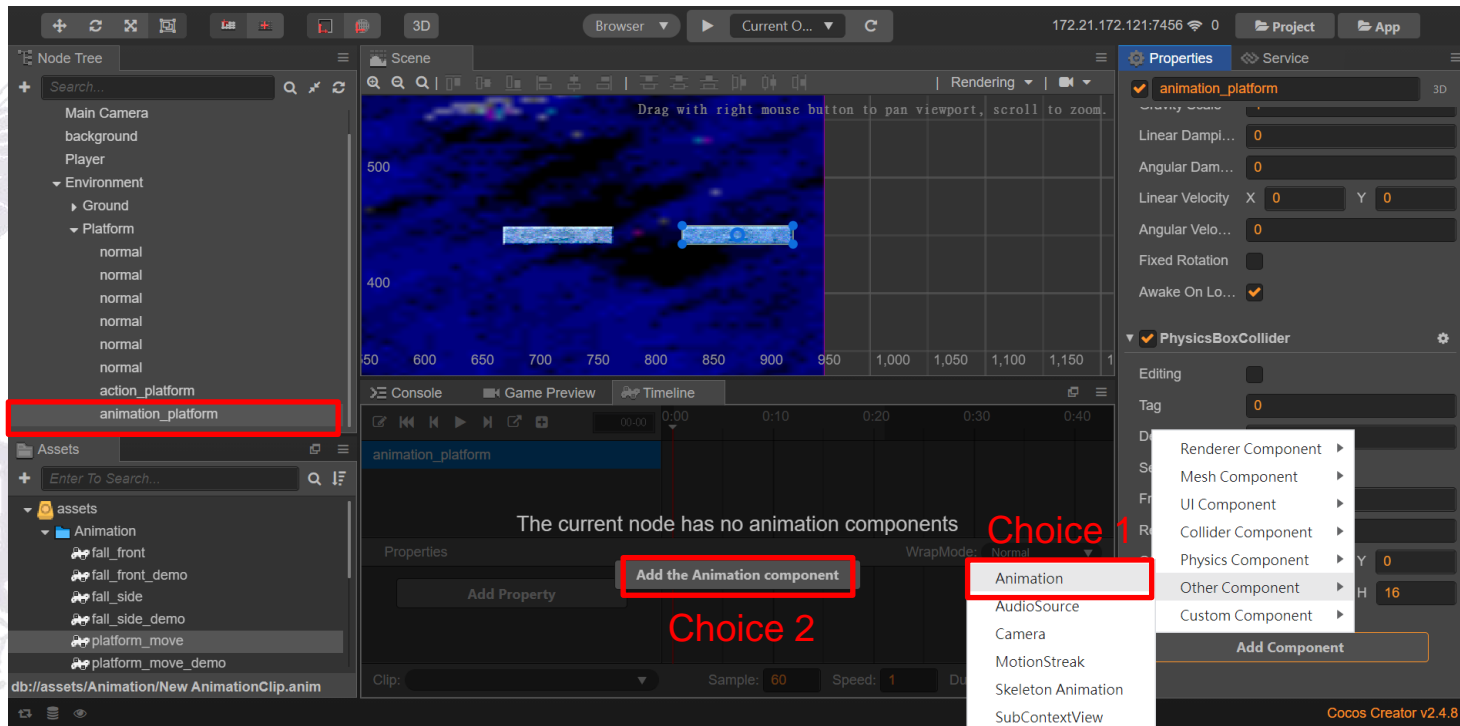 3D
Browser
Current O...
172.21.172.121:7456
0
Project
App
Node Tree
Search...
Main Camera
background
Player
Environment
Ground
Platform
normal
normal
normal
normal
normal
normal
action_platform
animation_platform
Assets
Enter To Search...
assets
Animation
fall_front
fall_front_demo
fall_side
fall_side_demo
platform_move
platform_move_demo
db://assets/Animation/New AnimationClip.anim
Scene
Rendering
Drag with right mouse button to pan viewport, scroll to zoom.
500
400
600 650 700 750 800 850 900 950 1,000 1,050 1,100 1,150
Console
Game Preview
Timeline
00-00
0:00 0:10 0:20 0:30 0:40
animation_platform
The current node has no animation components
Properties
WrapMode: Normal
Add the Animation component
Add Property
Choice 2
Clip:
Sample: 60
Speed: 1
Choice 1
Animation
AudioSource
Camera
MotionStreak
Skeleton Animation
SubContextView
Renderer Component
Mesh Component
UI Component
Collider Component
Physics Component
Other Component
Custom Component
Properties
Service
animation_platform
3D
Linear Dampi... 0
Angular Dam... 0
Linear Velocity X 0 Y 0
Angular Velo... 0
Fixed Rotation
Awake On Lo...
PhysicsBoxCollider
Editing
Tag 0
Y 0
H 16
Add Component
Cocos Creator v2.4.8